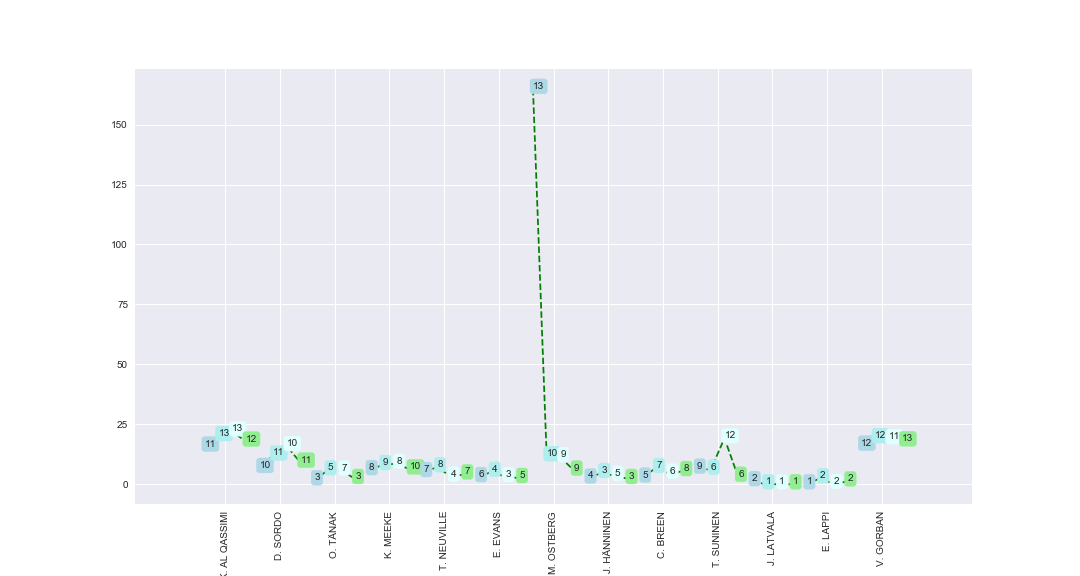 150
125
100
75
50
25
0
13
11 13 13 12
10 11 10 11
3 5 7 3
8 9 8 10
7 8 4 7
6 4 3 5
10 9 9
4 3 5 3
5 7 6 8
9 6 12 6
2 1 1 1
1 2 2 2
12 12 11 13
K. AL QASSIMI
D. SORDO
O. TÄNAK
K. MEEKE
T. NEUVILLE
E. EVANS
M. OSTBERG
J. HÄNNINEN
C. BREEN
T. SUNINEN
J. LATVALA
E. LAPPI
V. GORBAN